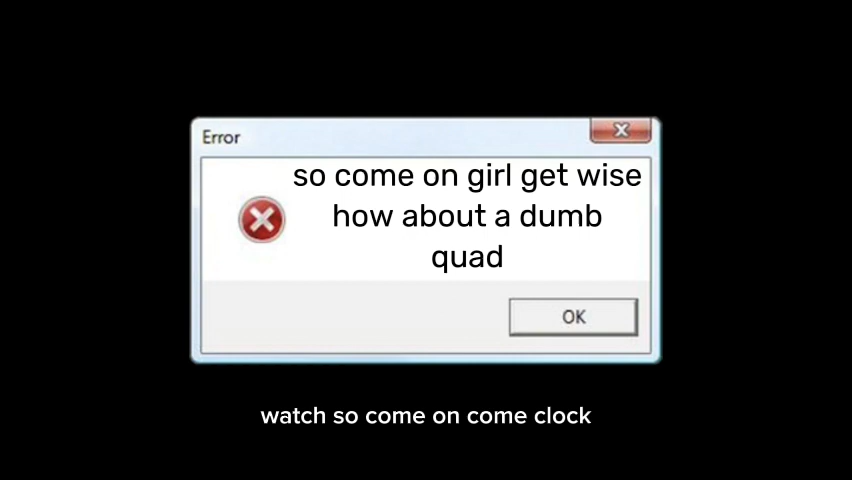 Error
so come on girl get wise
how about a dumb
quad
OK
watch so come on come clock